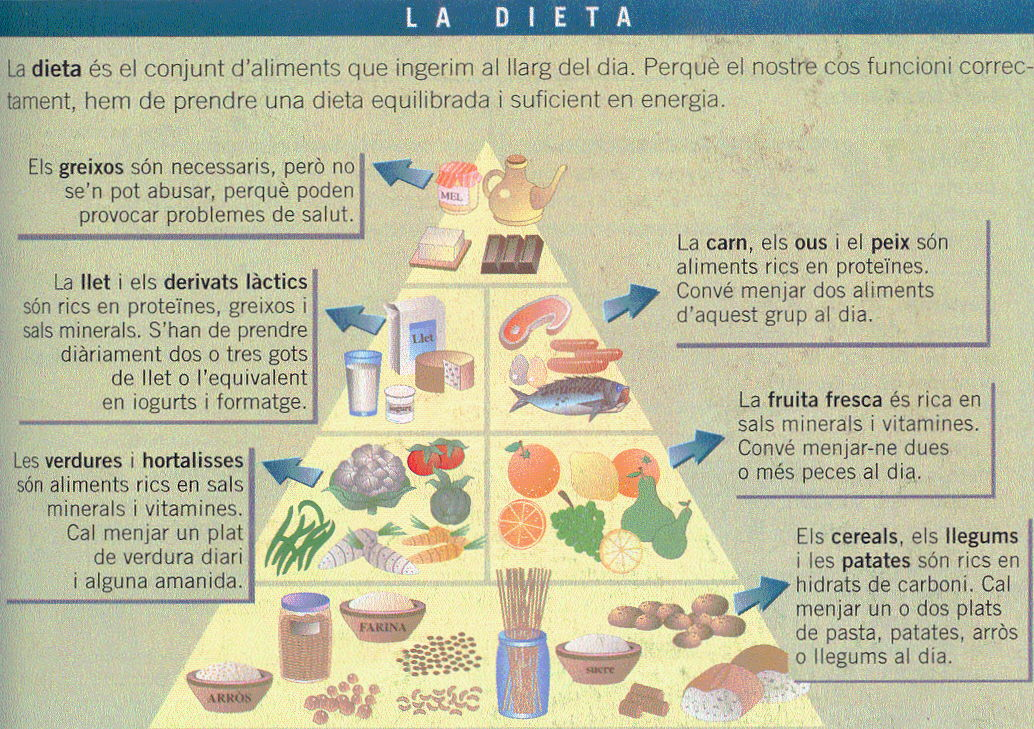 LA DIETA
La dieta és el conjunt d'aliments que ingerim al llarg del dia. Perquè el nostre cos funcioni correc-
tament, hem de prendre una dieta equilibrada i suficient en energia.
Els greixos són necessaris, però no
se'n pot abusar, perquè poden
provocar problemes de salut.
MEL
La carn, els ous i el peix són
aliments rics en proteïnes.
Convé menjar dos aliments
d'aquest grup al dia.
La llet i els derivats làctics
són rics en proteïnes, greixos i
sals minerals. S'han de prendre
diàriament dos o tres gots
de llet o l'equivalent
en iogurts i formatge.
Llet
iogurt
La fruita fresca és rica en
sals minerals i vitamines.
Convé menjar-ne dues
o més peces al dia.
Les verdures i hortalisses
són aliments rics en sals
minerals i vitamines.
Cal menjar un plat
de verdura diari
i alguna amanida.
Els cereals, els llegums
i les patates són rics en
hidrats de carboni. Cal
menjar un o dos plats
de pasta, patates, arròs
o llegums al dia.
FARINA
sucre
ARRÒS